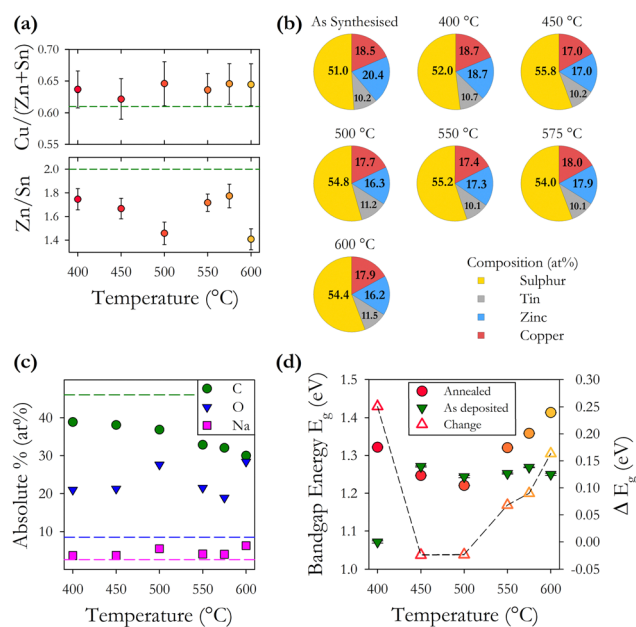 (a)
Cu/(Zn+Sn)
0.70
0.65
0.60
0.55
Zn/Sn
2.0
1.8
1.6
1.4
400 450 500 550 600
Temperature (°C)
(b)
As Synthesised 400 °C 450 °C
18.5 20.4 10.2 51.0
18.7 18.7 10.7 52.0
17.0 17.0 10.2 55.8
500 °C 550 °C 575 °C
17.7 16.3 11.2 54.8
17.4 17.3 10.1 55.2
18.0 17.9 10.1 54.0
600 °C
17.9 16.2 11.5 54.4
Composition (at%)
Sulphur
Tin
Zinc
Copper
(c)
Absolute % (at%)
40
30
20
10
C
O
Na
400 450 500 550 600
Temperature (°C)
(d)
Bandgap Energy Eg (eV)
1.5
1.4
1.3
1.2
1.1
1.0
Annealed
As deposited
Change
0.30
0.25
0.20
0.15
0.10
0.05
0.00
-0.05
Δ Eg (eV)
400 450 500 550 600
Temperature (°C)